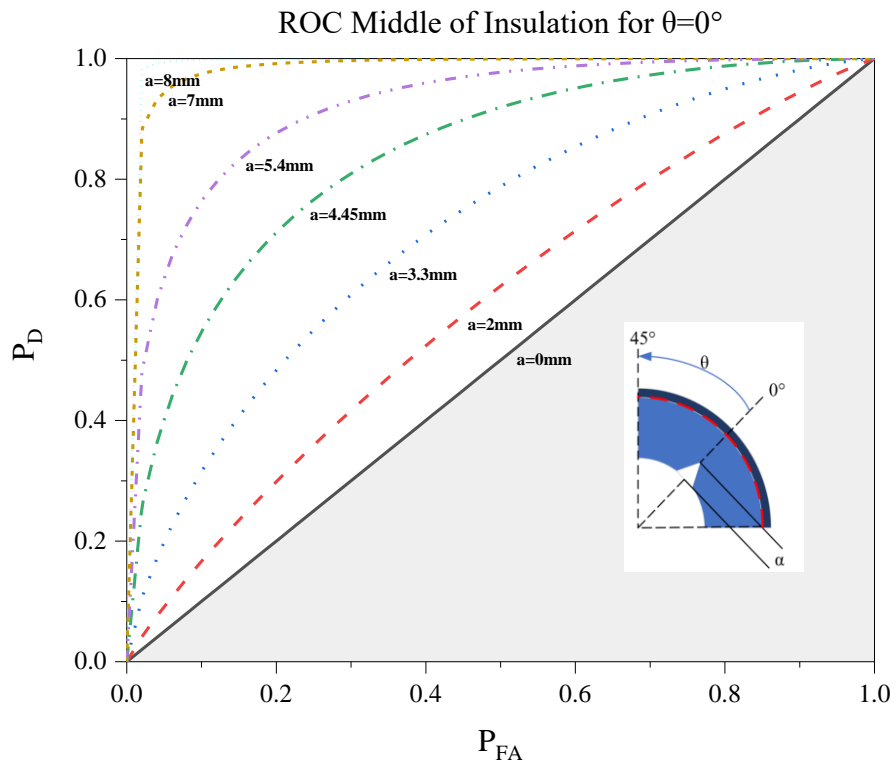 ROC Middle of Insulation for θ=0°
1.0
0.8
0.6
0.4
0.2
0.0
P_D
a=8mm
a=7mm
a=5.4mm
a=4.45mm
a=3.3mm
a=2mm
a=0mm
45°
θ
0°
α
0.0 0.2 0.4 0.6 0.8 1.0
P_FA